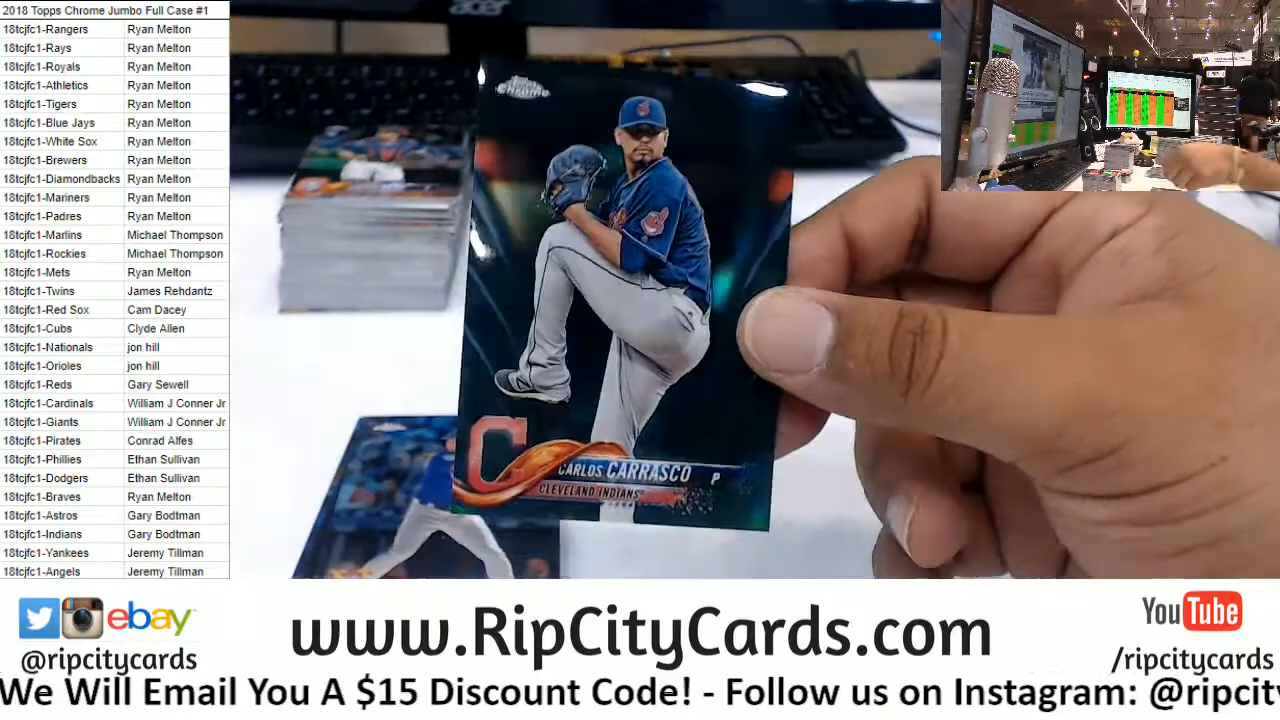 2018 Topps Chrome Jumbo Full Case #1
18tcjfc1-Rangers Ryan Melton
18tcjfc1-Rays Ryan Melton
18tcjfc1-Royals Ryan Melton
18tcjfc1-Athletics Ryan Melton
18tcjfc1-Tigers Ryan Melton
18tcjfc1-Blue Jays Ryan Melton
18tcjfc1-White Sox Ryan Melton
18tcjfc1-Brewers Ryan Melton
18tcjfc1-Diamondbacks Ryan Melton
18tcjfc1-Mariners Ryan Melton
18tcjfc1-Padres Ryan Melton
18tcjfc1-Marlins Michael Thompson
18tcjfc1-Rockies Michael Thompson
18tcjfc1-Mets Ryan Melton
18tcjfc1-Twins James Rehdantz
18tcjfc1-Red Sox Cam Dacey
18tcjfc1-Cubs Clyde Allen
18tcjfc1-Nationals jon hill
18tcjfc1-Orioles jon hill
18tcjfc1-Reds Gary Sewell
18tcjfc1-Cardinals William J Conner Jr
18tcjfc1-Giants William J Conner Jr
18tcjfc1-Pirates Conrad Alfes
18tcjfc1-Phillies Ethan Sullivan
18tcjfc1-Dodgers Ethan Sullivan
18tcjfc1-Braves Ryan Melton
18tcjfc1-Astros Gary Bodtman
18tcjfc1-Indians Gary Bodtman
18tcjfc1-Yankees Jeremy Tillman
18tcjfc1-Angels Jeremy Tillman
acer
C
CARLOS CARRASCO P
CLEVELAND INDIANS
ebay
@ripcitycards
www.RipCityCards.com
YouTube
/ripcitycards
We Will Email You A $15 Discount Code! - Follow us on Instagram: @ripcity